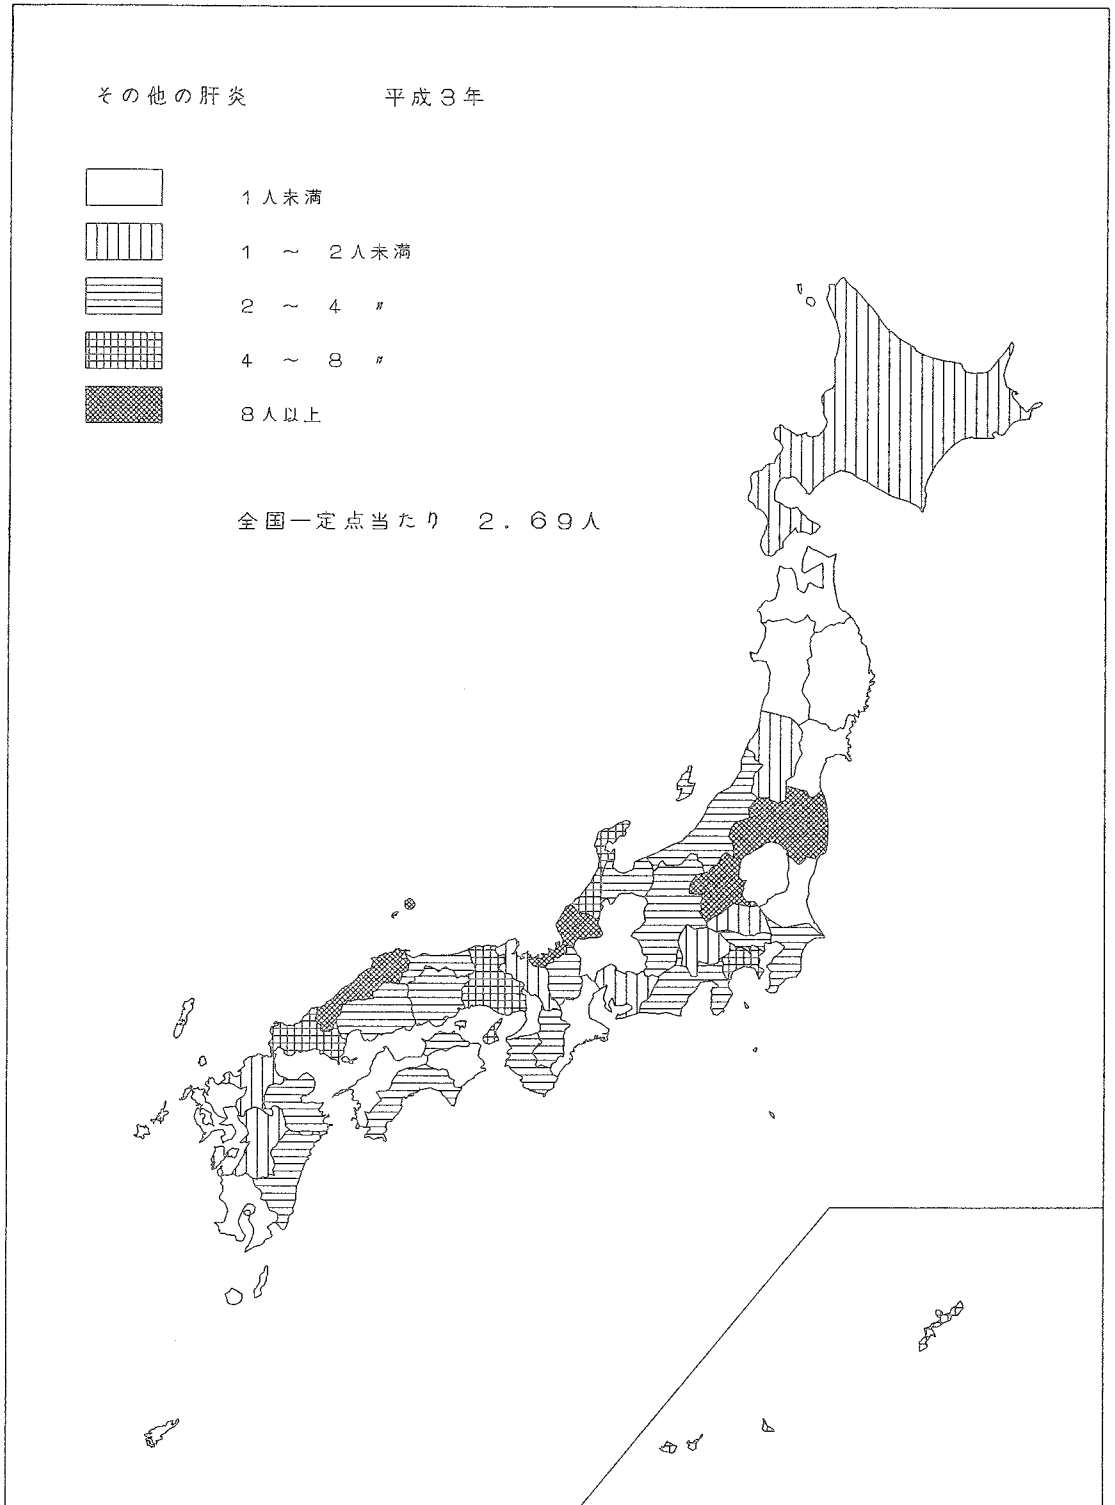 その他の肝炎 平成3年
1人未満
1 ～ 2人未満
2 ～ 4 〃
4 ～ 8 〃
8人以上
全国一定点当たり 2.69人